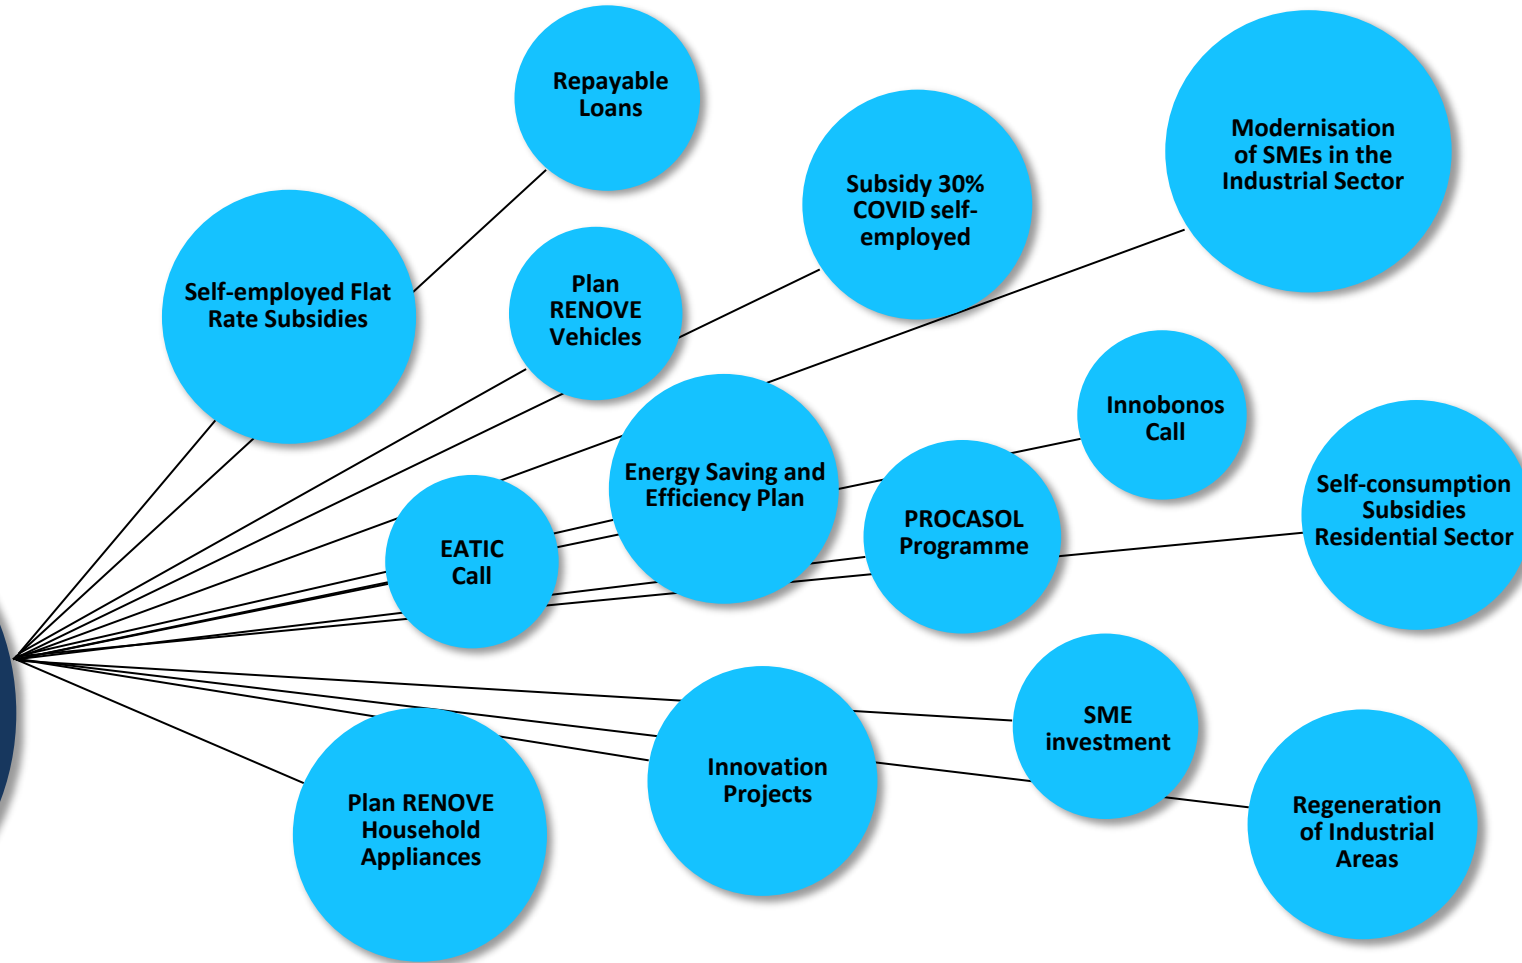 Repayable
Loans
Modernisation
of SMEs in the
Industrial Sector
Subsidy 30%
COVID self-
employed
Self-employed Flat
Rate Subsidies
Plan
RENOVE
Vehicles
Innobonos
Call
Energy Saving and
Efficiency Plan
Self-consumption
Subsidies
Residential Sector
PROCASOL
Programme
EATIC
Call
SME
investment
Innovation
Projects
Plan RENOVE
Household
Appliances
Regeneration
of Industrial
Areas